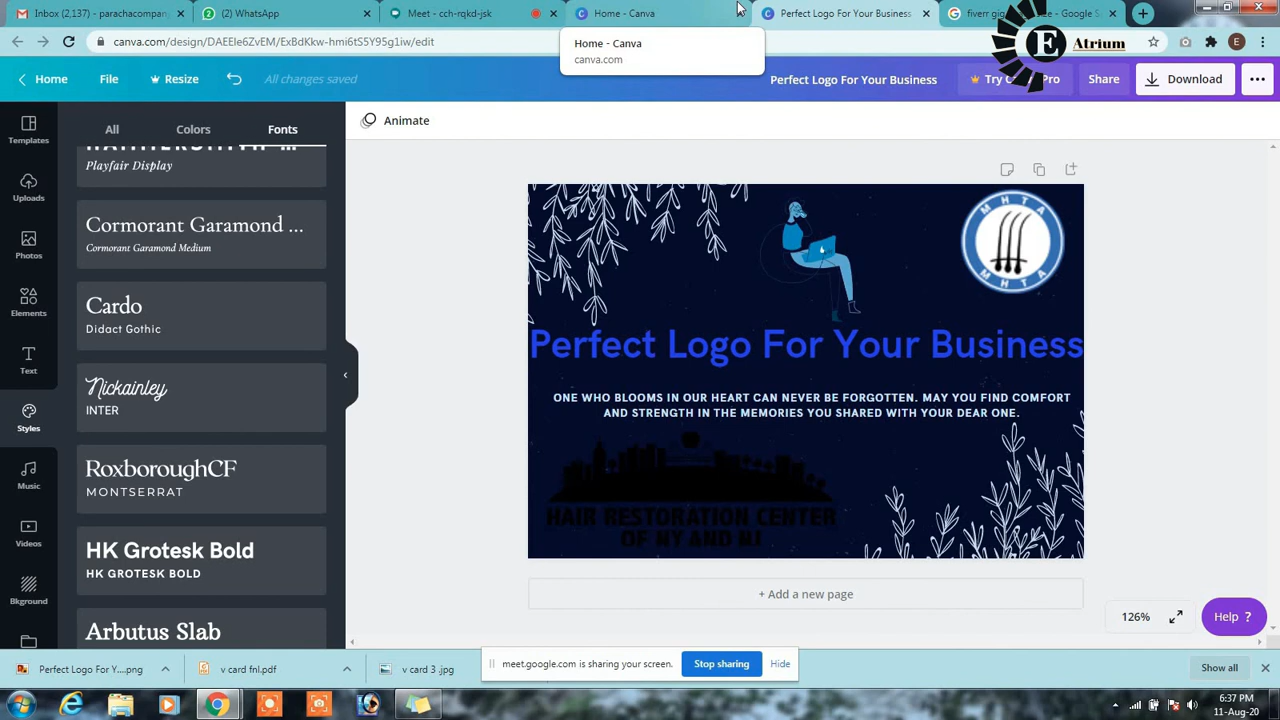 Inbox (2,137) - parachacompan
WhatsApp
Meet - cch-rqkd-jsk
Home - Canva
Perfect Logo For Your Business
fiverr gi
Google S
canva.com/design/DAEEIe6ZvEM/ExBdKkw-hmi6tS5Y95g1iw/edit
Home - Canva
canva.com
E
Atrium
E
Home
File
Resize
All changes saved
Perfect Logo For Your Business
Share
Download
All
Colors
Fonts
Animate
Templates
Uploads
Photos
Elements
Text
Styles
Music
Videos
Bkground
Playfair Display
Cormorant Garamond ...
Cormorant Garamond Medium
Cardo
Didact Gothic
Nickainley
INTER
RoxboroughCF
MONTSERRAT
HK Grotesk Bold
HK GROTESK BOLD
Arbutus Slab
MHTA
MHTA
Perfect Logo For Your Business
ONE WHO BLOOMS IN OUR HEART CAN NEVER BE FORGOTTEN. MAY YOU FIND COMFORT
AND STRENGTH IN THE MEMORIES YOU SHARED WITH YOUR DEAR ONE.
HAIR RESTORATION CENTER
OF NY AND NJ
+ Add a new page
126%
Help ?
Perfect Logo For Y....png
v card fnl.pdf
v card 3 .jpg
meet.google.com is sharing your screen.
Stop sharing
Hide
Show all
6:37 PM
11-Aug-20